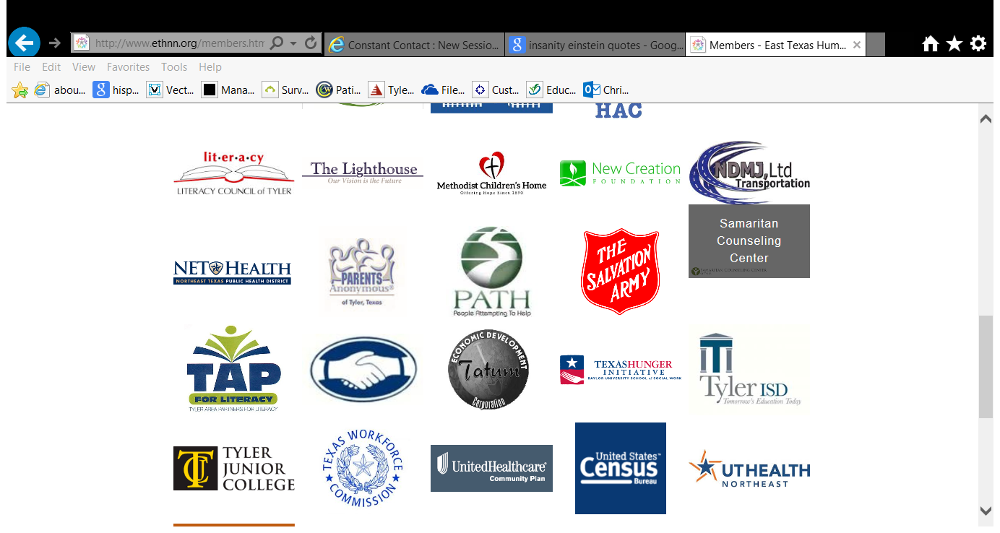 http://www.ethnn.org/members.htm
Constant Contact : New Sessio...
insanity einstein quotes - Goog...
Members - East Texas Hum...
File Edit View Favorites Tools Help
abou... hisp... Vect... Mana... Surv... Pati... Tyle... File... Cust... Educ... Chri...
HAC
lit·er·a·cy
LITERACY COUNCIL of TYLER
The Lighthouse
Our Vision is the Future
Methodist Children's Home
Offering Hope Since 1890
New Creation
FOUNDATION
NDMJ, Ltd
Transportation
NET HEALTH
NORTHEAST TEXAS PUBLIC HEALTH DISTRICT
PARENTS
Anonymous®
of Tyler, Texas
PATH
People Attempting To Help
THE
SALVATION
ARMY
Samaritan
Counseling
Center
SAMARITAN COUNSELING CENTER
TAP
FOR LITERACY
TYLER AREA PARTNERS FOR LITERACY
ECONOMIC DEVELOPMENT
Tatum
Corporation
TEXAS HUNGER
INITIATIVE
BAYLOR UNIVERSITY SCHOOL of SOCIAL WORK
Tyler ISD
Tomorrow's Education Today
TYLER
JUNIOR
COLLEGE
TEXAS WORKFORCE
COMMISSION
UnitedHealthcare®
Community Plan
United States™
Census
Bureau
UTHEALTH
NORTHEAST